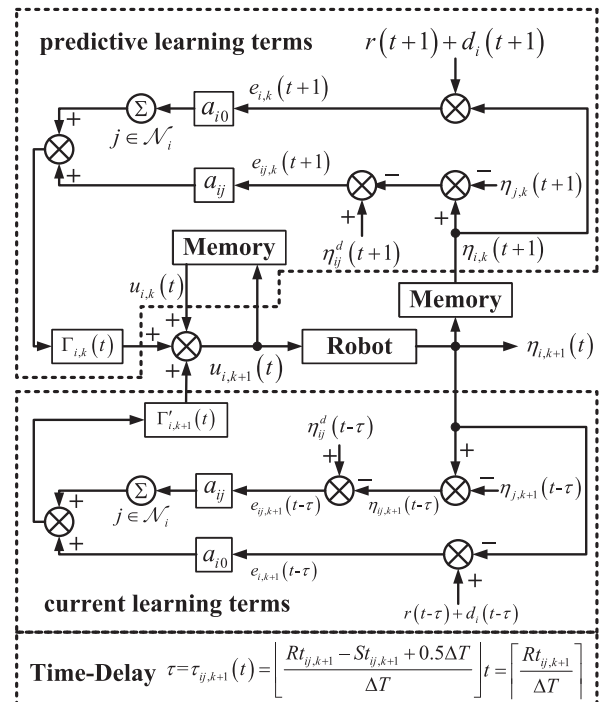 predictive learning terms
r(t+1)+d_i(t+1)
+
e_{i,k}(t+1)
a_{i0}
Σ
−
+
j∈𝒩_i
+
e_{ij,k}(t+1)
a_{ij}
−
−
η_{j,k}(t+1)
+
+
η_{ij}^d(t+1)
η_{i,k}(t+1)
Memory
u_{i,k}(t)
Memory
Γ_{i,k}(t)
+
+
+
u_{i,k+1}(t)
Robot
η_{i,k+1}(t)
Γ'_{i,k+1}(t)
η_{ij}^d(t-τ)
+
+
+
Σ
a_{ij}
−
−
η_{j,k+1}(t-τ)
j∈𝒩_i
e_{ij,k+1}(t-τ)
η_{ij,k+1}(t-τ)
+
a_{i0}
−
e_{i,k+1}(t-τ)
+
current learning terms
r(t-τ)+d_i(t-τ)
Time-Delay τ=τ_{ij,k+1}(t)=⌊(Rt_{ij,k+1}−St_{ij,k+1}+0.5ΔT)/ΔT⌋ t=⌈Rt_{ij,k+1}/ΔT⌉